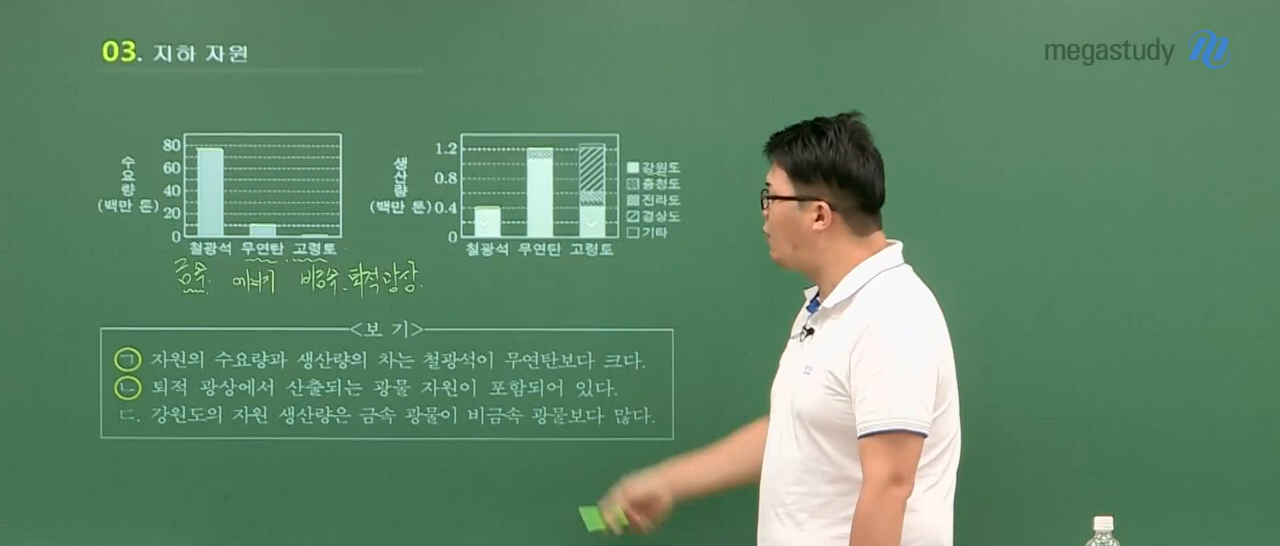 03. 지하 자원
megastudy
수요량
(백만 톤)
80
60
40
20
0
철광석 무연탄 고령토
생산량
(백만 톤)
1.2
0.8
0.4
0
철광석 무연탄 고령토
강원도
충청도
전라도
경상도
기타
금속. 에너지 비금속. 퇴적광상.
<보 기>
ㄱ 자원의 수요량과 생산량의 차는 철광석이 무연탄보다 크다.
ㄴ 퇴적 광상에서 산출되는 광물 자원이 포함되어 있다.
ㄷ. 강원도의 자원 생산량은 금속 광물이 비금속 광물보다 많다.